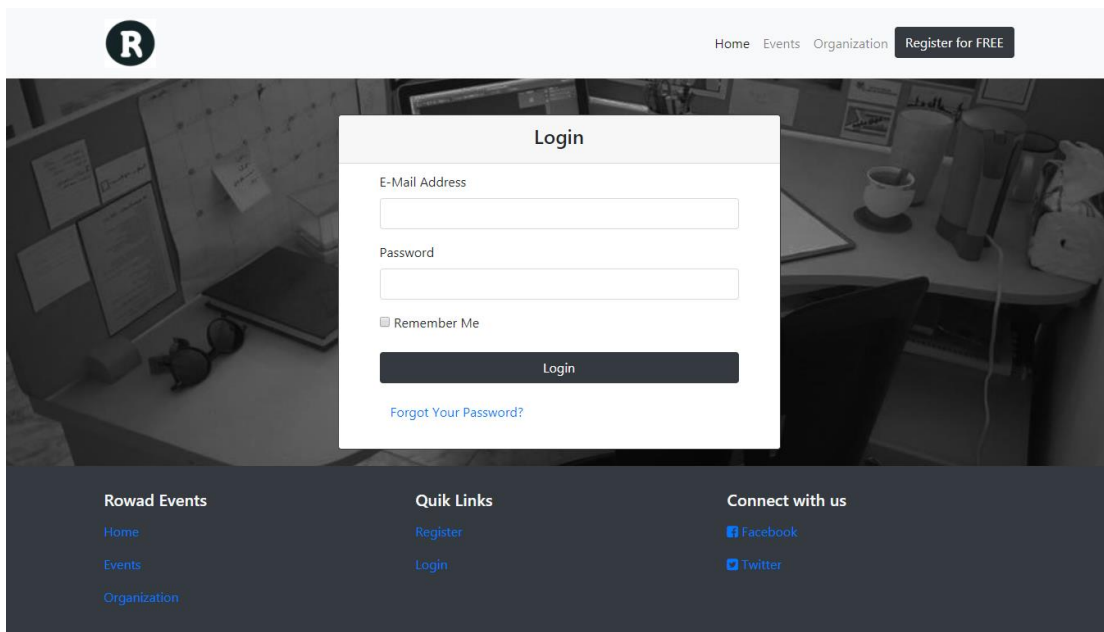 R
Home Events Organization Register for FREE
Login
E-Mail Address
Password
Remember Me
Login
Forgot Your Password?
Rowad Events
Home
Events
Organization
Quik Links
Register
Login
Connect with us
Facebook
Twitter